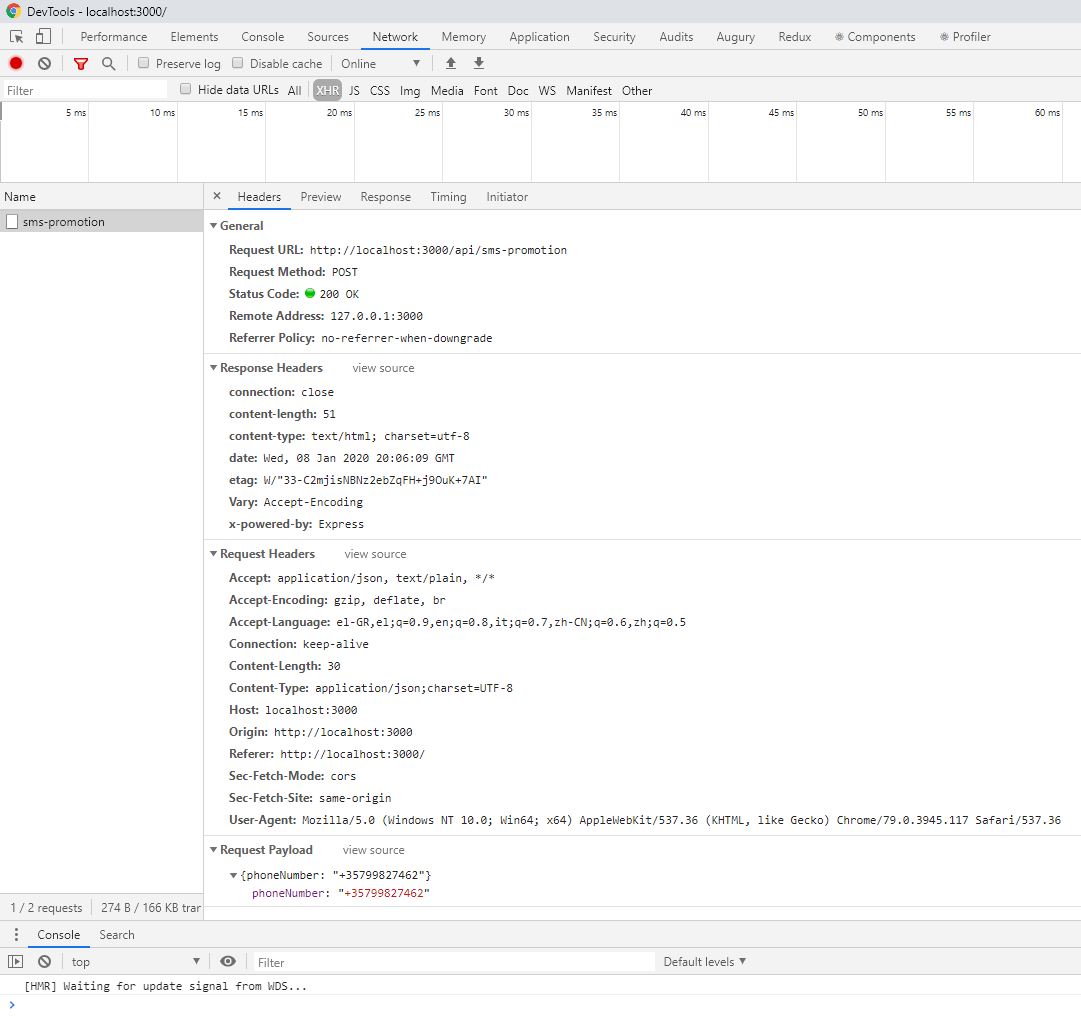 DevTools - localhost:3000/
Performance Elements Console Sources Network Memory Application Security Audits Augury Redux Components Profiler
Preserve log Disable cache Online
Filter Hide data URLs All XHR JS CSS Img Media Font Doc WS Manifest Other
5 ms 10 ms 15 ms 20 ms 25 ms 30 ms 35 ms 40 ms 45 ms 50 ms 55 ms 60 ms
Name
sms-promotion
× Headers Preview Response Timing Initiator
General
Request URL: http://localhost:3000/api/sms-promotion
Request Method: POST
Status Code: 200 OK
Remote Address: 127.0.0.1:3000
Referrer Policy: no-referrer-when-downgrade
Response Headers view source
connection: close
content-length: 51
content-type: text/html; charset=utf-8
date: Wed, 08 Jan 2020 20:06:09 GMT
etag: W/"33-C2mjisNBNz2ebZqFH+j9OuK+7AI"
Vary: Accept-Encoding
x-powered-by: Express
Request Headers view source
Accept: application/json, text/plain, */*
Accept-Encoding: gzip, deflate, br
Accept-Language: el-GR,el;q=0.9,en;q=0.8,it;q=0.7,zh-CN;q=0.6,zh;q=0.5
Connection: keep-alive
Content-Length: 30
Content-Type: application/json;charset=UTF-8
Host: localhost:3000
Origin: http://localhost:3000
Referer: http://localhost:3000/
Sec-Fetch-Mode: cors
Sec-Fetch-Site: same-origin
User-Agent: Mozilla/5.0 (Windows NT 10.0; Win64; x64) AppleWebKit/537.36 (KHTML, like Gecko) Chrome/79.0.3945.117 Safari/537.36
Request Payload view source
{phoneNumber: "+35799827462"}
phoneNumber: "+35799827462"
1 / 2 requests 274 B / 166 KB trar
Console Search
top Filter Default levels
[HMR] Waiting for update signal from WDS...